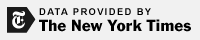 DATA PROVIDED BY
The New York Times